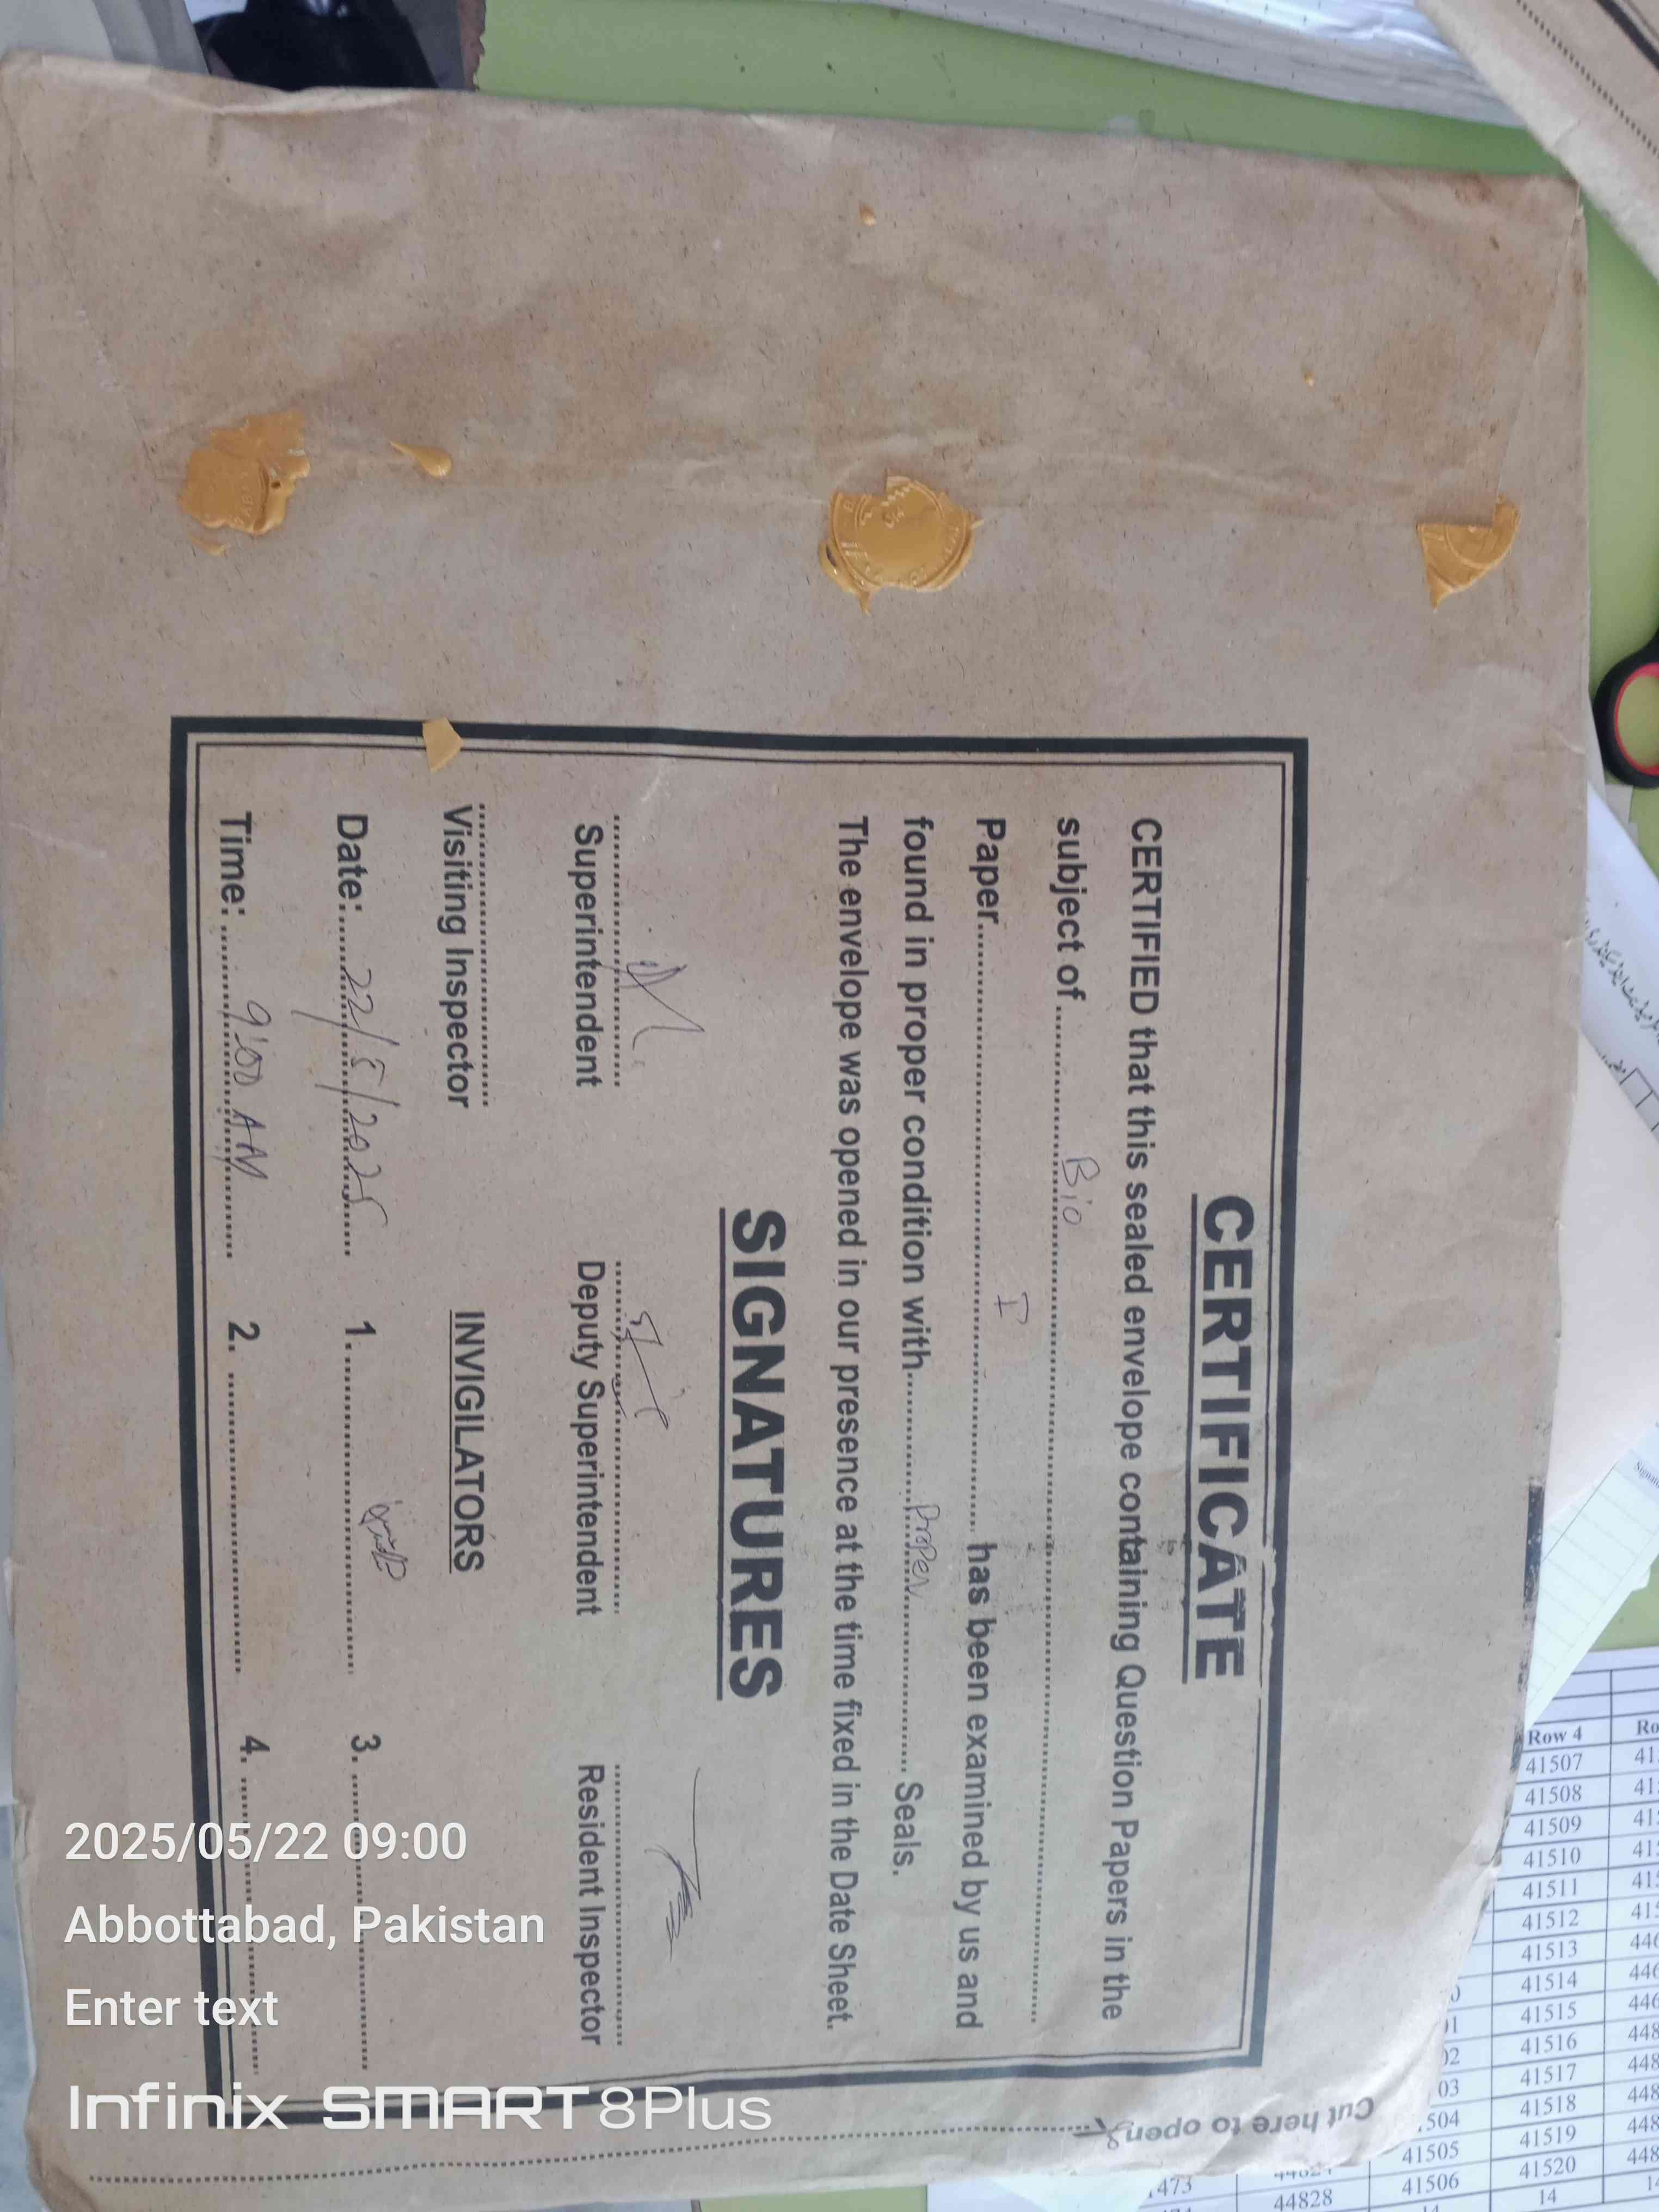 CERTIFICATE
CERTIFIED that this sealed envelope containing Question Papers in the
subject of Bio
Paper I has been examined by us and
found in proper condition with Proper Seals.
The envelope was opened in our presence at the time fixed in the Date Sheet.
SIGNATURES
Superintendent
Deputy Superintendent
Resident Inspector
Visiting Inspector
INVIGILATORS
Date: 22/5/2025
1.
3.
Time: 9:00 AM
2.
4.
Cut here to open
Row 4
41507
41508
41509
41510
41511
41512
41513
41514
41515
41516
41517
41518
41519
41520
14
41505
41506
44828
2025/05/22 09:00
Abbottabad, Pakistan
Enter text
Infinix SMART 8 Plus